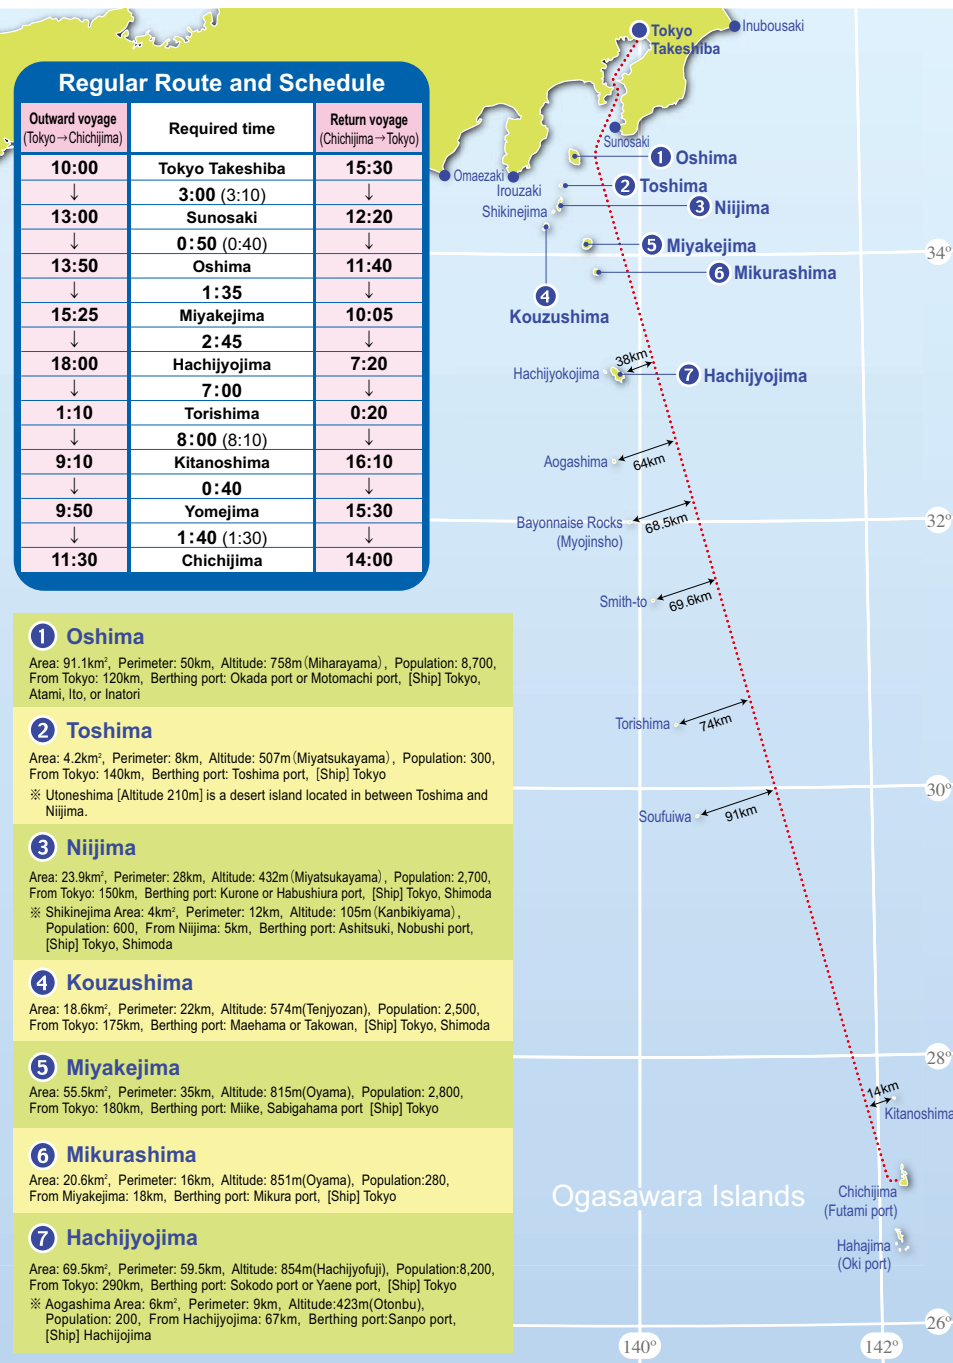 Regular Route and Schedule
Outward voyage Required time Return voyage
(Tokyo→Chichijima) (Chichijima→Tokyo)
10:00 Tokyo Takeshiba 15:30
↓ 3:00 (3:10) ↓
13:00 Sunosaki 12:20
↓ 0:50 (0:40) ↓
13:50 Oshima 11:40
↓ 1:35 ↓
15:25 Miyakejima 10:05
↓ 2:45 ↓
18:00 Hachijyojima 7:20
↓ 7:00 ↓
1:10 Torishima 0:20
↓ 8:00 (8:10) ↓
9:10 Kitanoshima 16:10
↓ 0:40 ↓
9:50 Yomejima 15:30
↓ 1:40 (1:30) ↓
11:30 Chichijima 14:00
Tokyo
Takeshiba
Inubousaki
Sunosaki
Omaezaki
Irouzaki
Shikinejima
1 Oshima
2 Toshima
3 Niijima
5 Miyakejima
6 Mikurashima
4
Kouzushima
34°
38km
Hachijyokojima
7 Hachijyojima
Aogashima
64km
Bayonnaise Rocks
(Myojinsho)
68.5km
32°
Smith-to
69.6km
Torishima
74km
30°
Soufuiwa
91km
28°
14km
Kitanoshima
Ogasawara Islands
Chichijima
(Futami port)
Hahajima
(Oki port)
26°
140°
142°
1 Oshima
Area: 91.1km², Perimeter: 50km, Altitude: 758m(Miharayama), Population: 8,700,
From Tokyo: 120km, Berthing port: Okada port or Motomachi port, [Ship] Tokyo,
Atami, Ito, or Inatori
2 Toshima
Area: 4.2km², Perimeter: 8km, Altitude: 507m(Miyatsukayama), Population: 300,
From Tokyo: 140km, Berthing port: Toshima port, [Ship] Tokyo
※ Utoneshima [Altitude 210m] is a desert island located in between Toshima and
Niijima.
3 Niijima
Area: 23.9km², Perimeter: 28km, Altitude: 432m(Miyatsukayama), Population: 2,700,
From Tokyo: 150km, Berthing port: Kurone or Habushiura port, [Ship] Tokyo, Shimoda
※ Shikinejima Area: 4km², Perimeter: 12km, Altitude: 105m(Kanbikiyama),
Population: 600, From Niijima: 5km, Berthing port: Ashitsuki, Nobushi port,
[Ship] Tokyo, Shimoda
4 Kouzushima
Area: 18.6km², Perimeter: 22km, Altitude: 574m(Tenjyozan), Population: 2,500,
From Tokyo: 175km, Berthing port: Maehama or Takowan, [Ship] Tokyo, Shimoda
5 Miyakejima
Area: 55.5km², Perimeter: 35km, Altitude: 815m(Oyama), Population: 2,800,
From Tokyo: 180km, Berthing port: Miike, Sabigahama port [Ship] Tokyo
6 Mikurashima
Area: 20.6km², Perimeter: 16km, Altitude: 851m(Oyama), Population:280,
From Miyakejima: 18km, Berthing port: Mikura port, [Ship] Tokyo
7 Hachijyojima
Area: 69.5km², Perimeter: 59.5km, Altitude: 854m(Hachijyofuji), Population:8,200,
From Tokyo: 290km, Berthing port: Sokodo port or Yaene port, [Ship] Tokyo
※ Aogashima Area: 6km², Perimeter: 9km, Altitude:423m(Otonbu),
Population: 200, From Hachijyojima: 67km, Berthing port:Sanpo port,
[Ship] Hachijojima